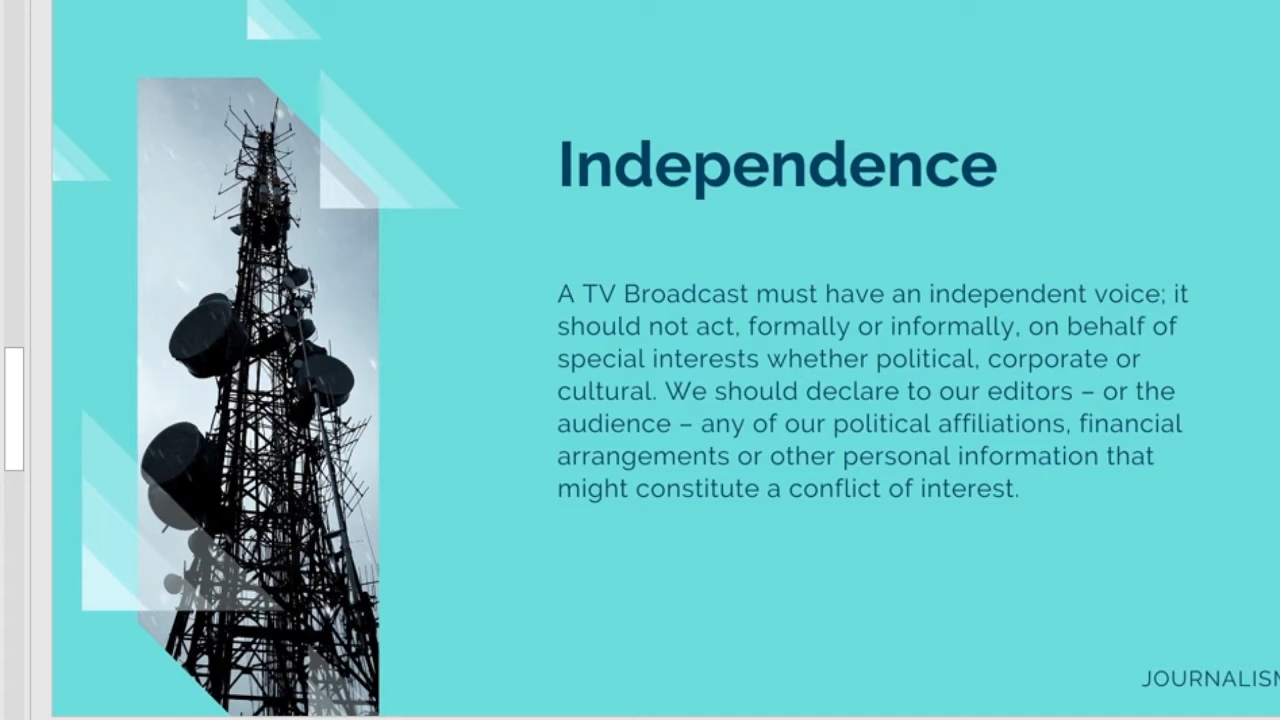 Independence
A TV Broadcast must have an independent voice; it
should not act, formally or informally, on behalf of
special interests whether political, corporate or
cultural. We should declare to our editors – or the
audience – any of our political affiliations, financial
arrangements or other personal information that
might constitute a conflict of interest.
JOURNALISM